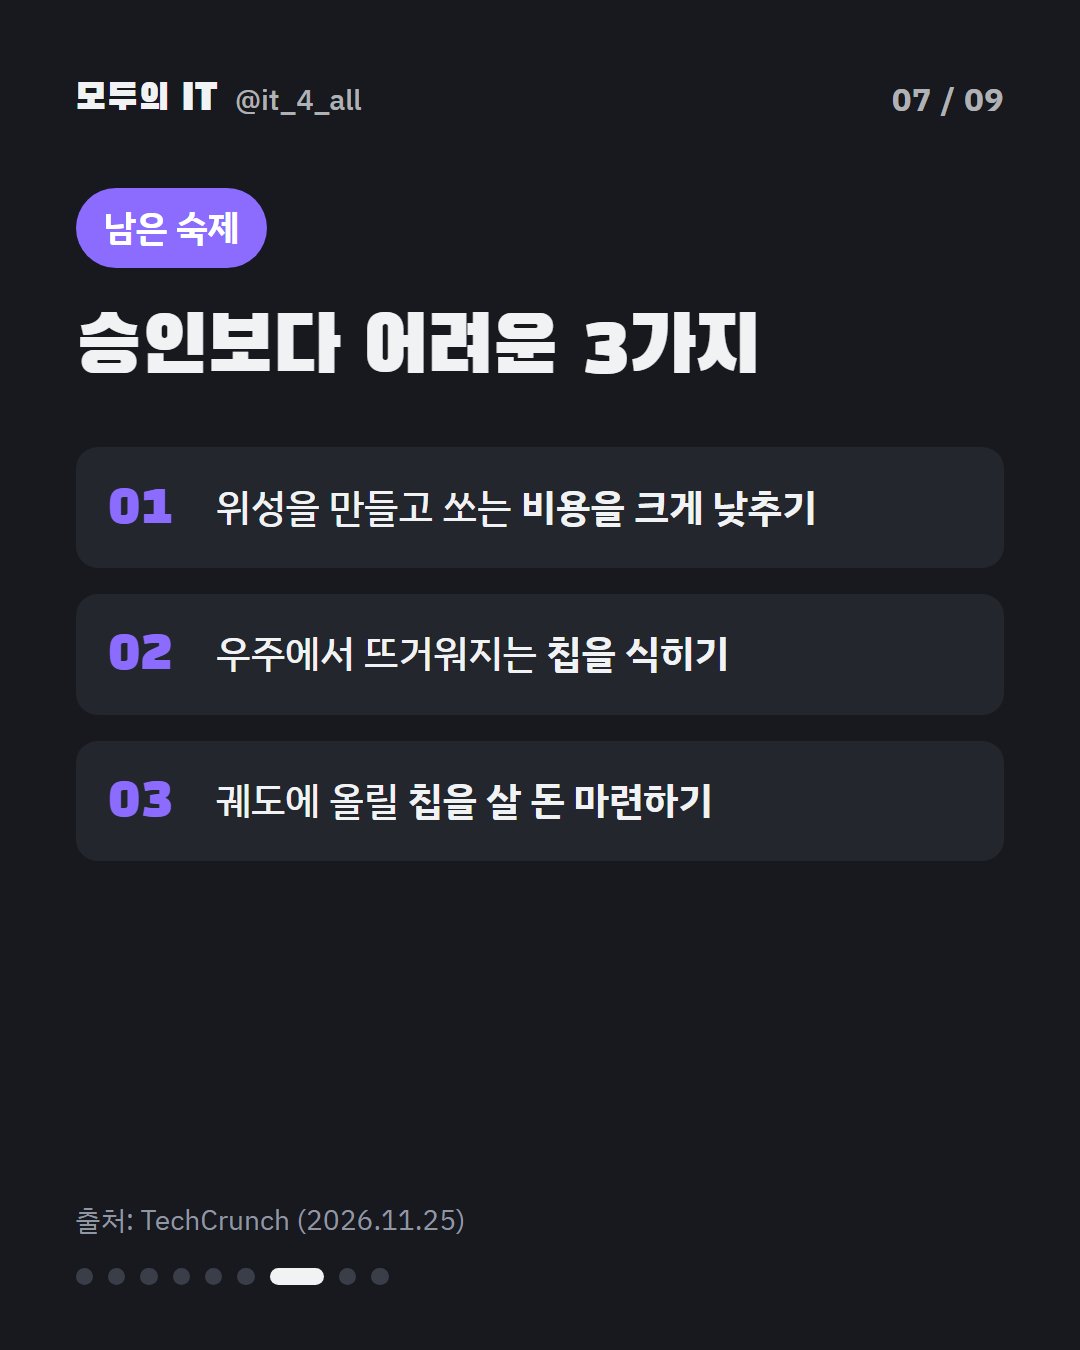 모두의 IT @it_4_all
07 / 09
남은 숙제
승인보다 어려운 3가지
01 위성을 만들고 쏘는 비용을 크게 낮추기
02 우주에서 뜨거워지는 칩을 식히기
03 궤도에 올릴 칩을 살 돈 마련하기
출처: TechCrunch (2026.11.25)